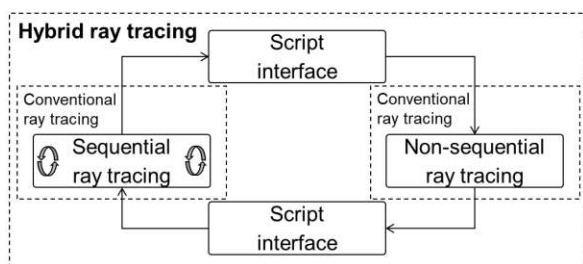 Hybrid ray tracing
Script
interface
Conventional
ray tracing
Sequential
ray tracing
Conventional
ray tracing
Non-sequential
ray tracing
Script
interface